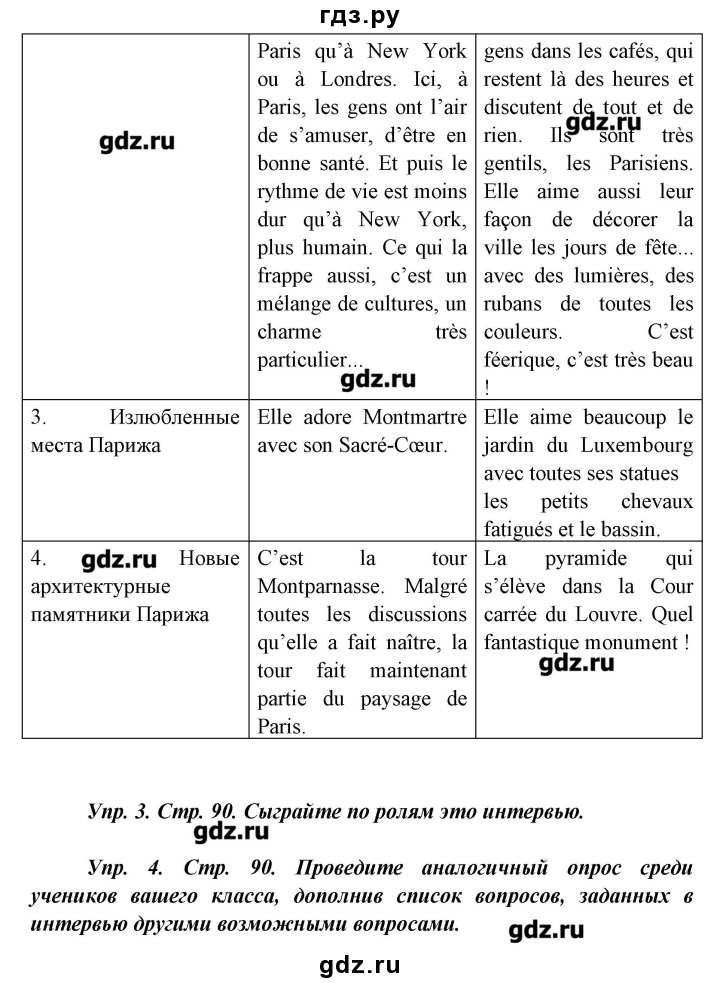 гдз.ру
Paris qu’à New York
ou à Londres. Ici, à
Paris, les gens ont l’air
de s’amuser, d’être en
bonne santé. Et puis le
rythme de vie est moins
dur qu’à New York,
plus humain. Ce qui la
frappe aussi, c’est un
mélange de cultures, un
charme très
particulier...
gens dans les cafés, qui
restent là des heures et
discutent de tout et de
rien. Ils sont très
gentils, les Parisiens.
Elle aime aussi leur
façon de décorer la
ville les jours de fête...
avec des lumières, des
rubans de toutes les
couleurs. C’est
féerique, c’est très beau
!
gdz.ru
gdz.ru
gdz.ru
3. Излюбленные
места Парижа
Elle adore Montmartre
avec son Sacré-Cœur.
Elle aime beaucoup le
jardin du Luxembourg
avec toutes ses statues
les petits chevaux
fatigués et le bassin.
4. gdz.ru Новые
архитектурные
памятники Парижа
C’est la tour
Montparnasse. Malgré
toutes les discussions
qu’elle a fait naître, la
tour fait maintenant
partie du paysage de
Paris.
La pyramide qui
s’élève dans la Cour
carrée du Louvre. Quel
fantastique monument !
gdz.ru
Упр. 3. Стр. 90. Сыграйте по ролям это интервью.
gdz.ru
Упр. 4. Стр. 90. Проведите аналогичный опрос среди
учеников вашего класса, дополнив список вопросов, заданных в
интервью другими возможными вопросами.
gdz.ru
gdz.ru